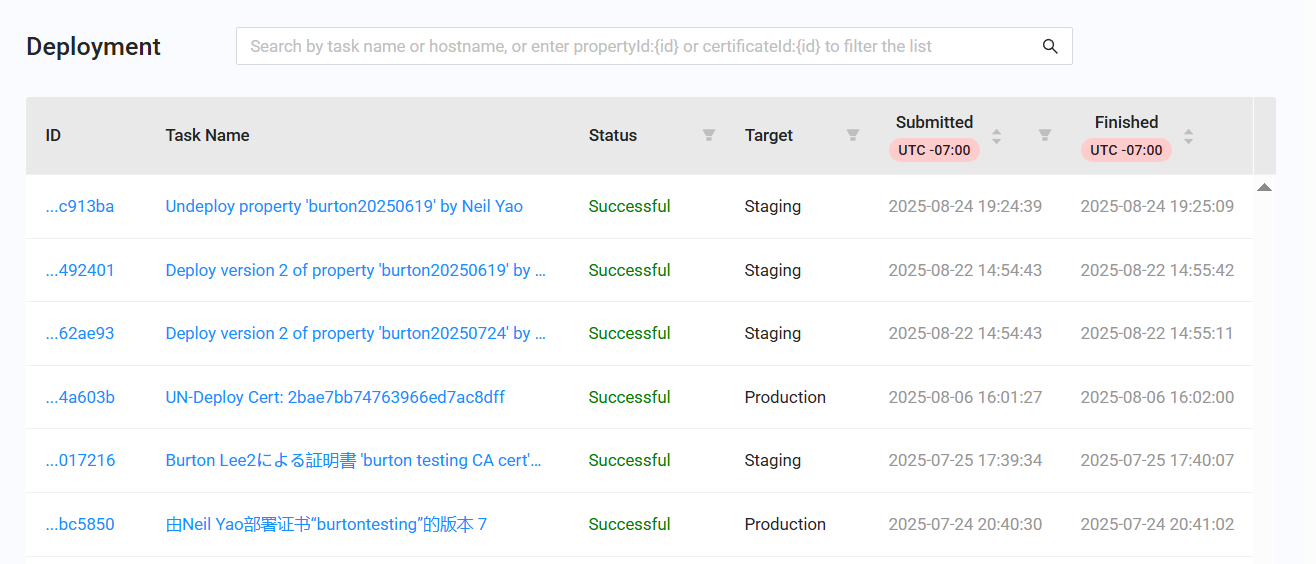 Deployment
Search by task name or hostname, or enter propertyId:{id} or certificateId:{id} to filter the list
ID Task Name Status Target Submitted UTC -07:00 Finished UTC -07:00
...c913ba Undeploy property 'burton20250619' by Neil Yao Successful Staging 2025-08-24 19:24:39 2025-08-24 19:25:09
...492401 Deploy version 2 of property 'burton20250619' by ... Successful Staging 2025-08-22 14:54:43 2025-08-22 14:55:42
...62ae93 Deploy version 2 of property 'burton20250724' by ... Successful Staging 2025-08-22 14:54:43 2025-08-22 14:55:11
...4a603b UN-Deploy Cert: 2bae7bb74763966ed7ac8dff Successful Production 2025-08-06 16:01:27 2025-08-06 16:02:00
...017216 Burton Lee2による証明書 'burton testing CA cert'... Successful Staging 2025-07-25 17:39:34 2025-07-25 17:40:07
...bc5850 由Neil Yao部署证书“burtontesting”的版本 7 Successful Production 2025-07-24 20:40:30 2025-07-24 20:41:02